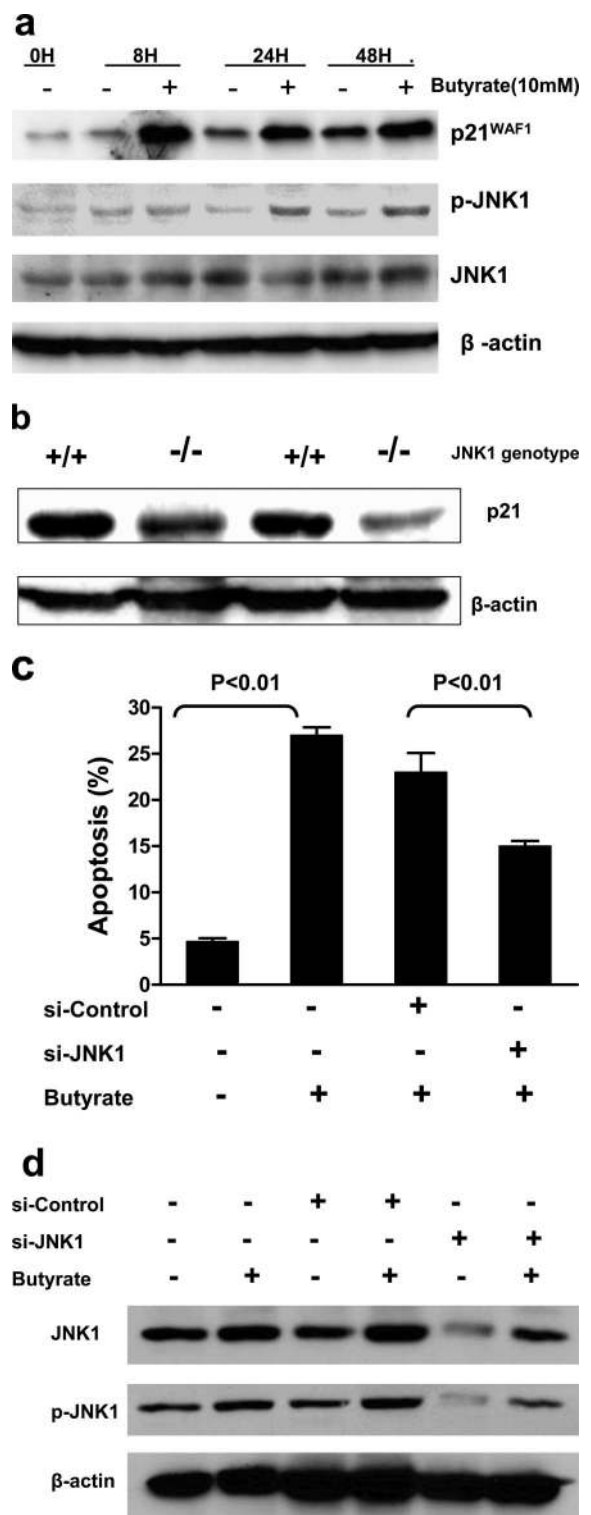 a
0H 8H 24H 48H .
- - + - + - + Butyrate(10mM)
p21WAF1
p-JNK1
JNK1
β -actin
b
+/+ -/- +/+ -/- JNK1 genotype
p21
β-actin
c
P<0.01 P<0.01
Apoptosis (%)
30
25
20
15
10
5
0
si-Control - - + -
si-JNK1 - - - +
Butyrate - + + +
d
si-Control - - + + - -
si-JNK1 - - - - + +
Butyrate - + - + - +
JNK1
p-JNK1
β-actin